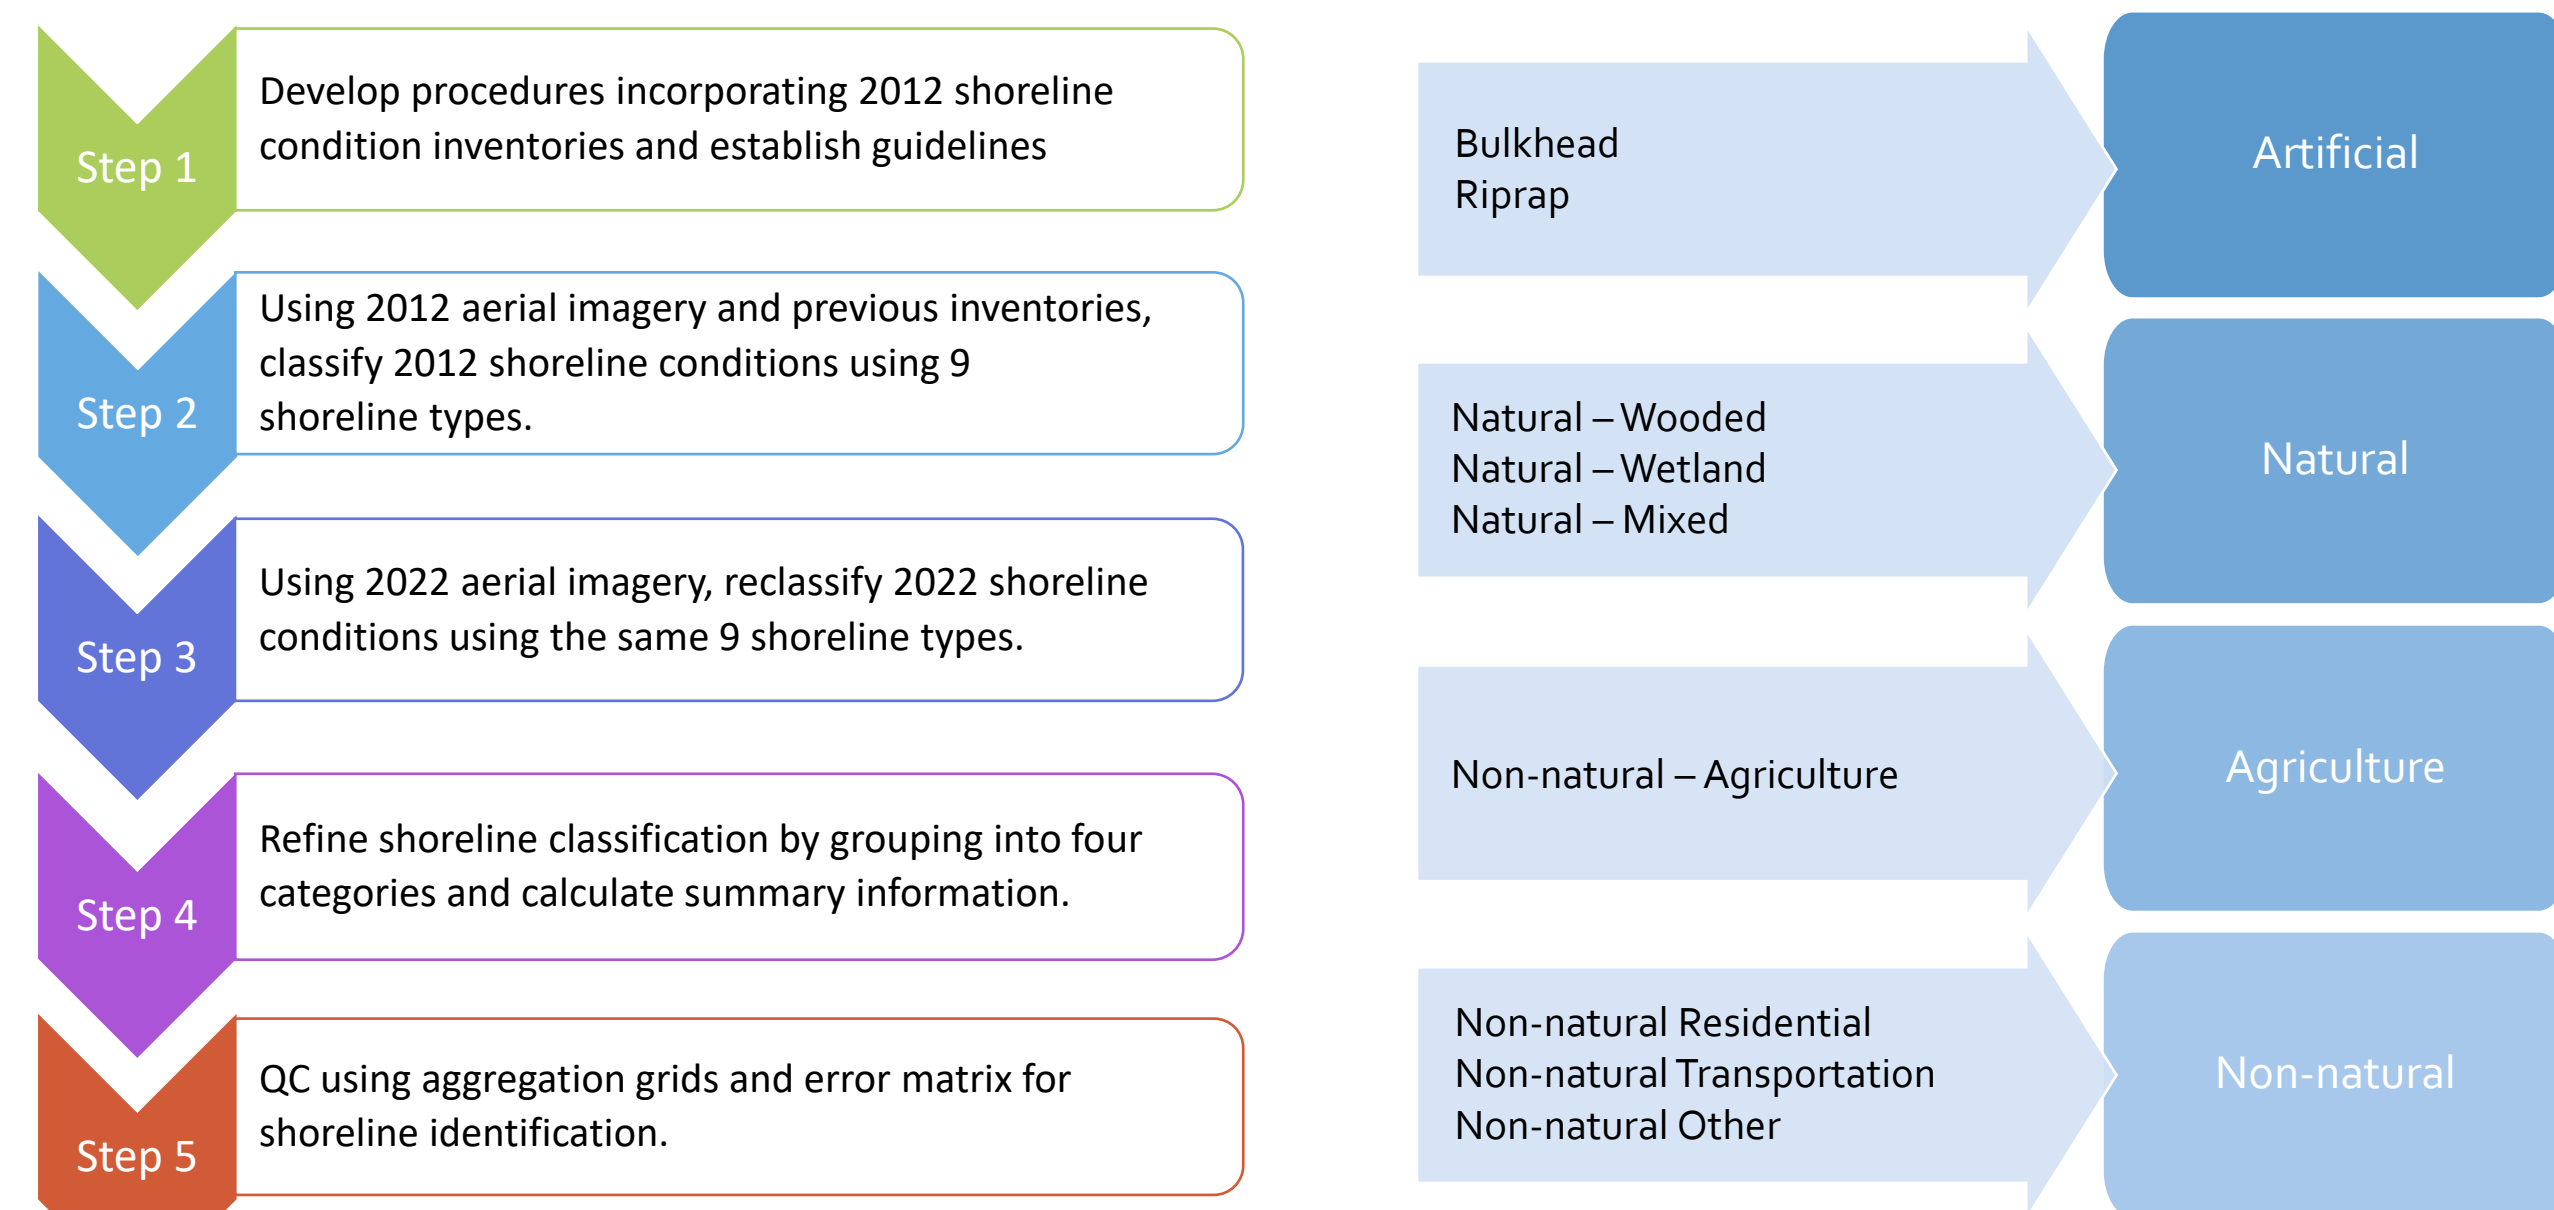 Step 1
Develop procedures incorporating 2012 shoreline
condition inventories and establish guidelines
Step 2
Using 2012 aerial imagery and previous inventories,
classify 2012 shoreline conditions using 9
shoreline types.
Step 3
Using 2022 aerial imagery, reclassify 2022 shoreline
conditions using the same 9 shoreline types.
Step 4
Refine shoreline classification by grouping into four
categories and calculate summary information.
Step 5
QC using aggregation grids and error matrix for
shoreline identification.
Bulkhead
Riprap
Artificial
Natural – Wooded
Natural – Wetland
Natural – Mixed
Natural
Non-natural – Agriculture
Agriculture
Non-natural Residential
Non-natural Transportation
Non-natural Other
Non-natural